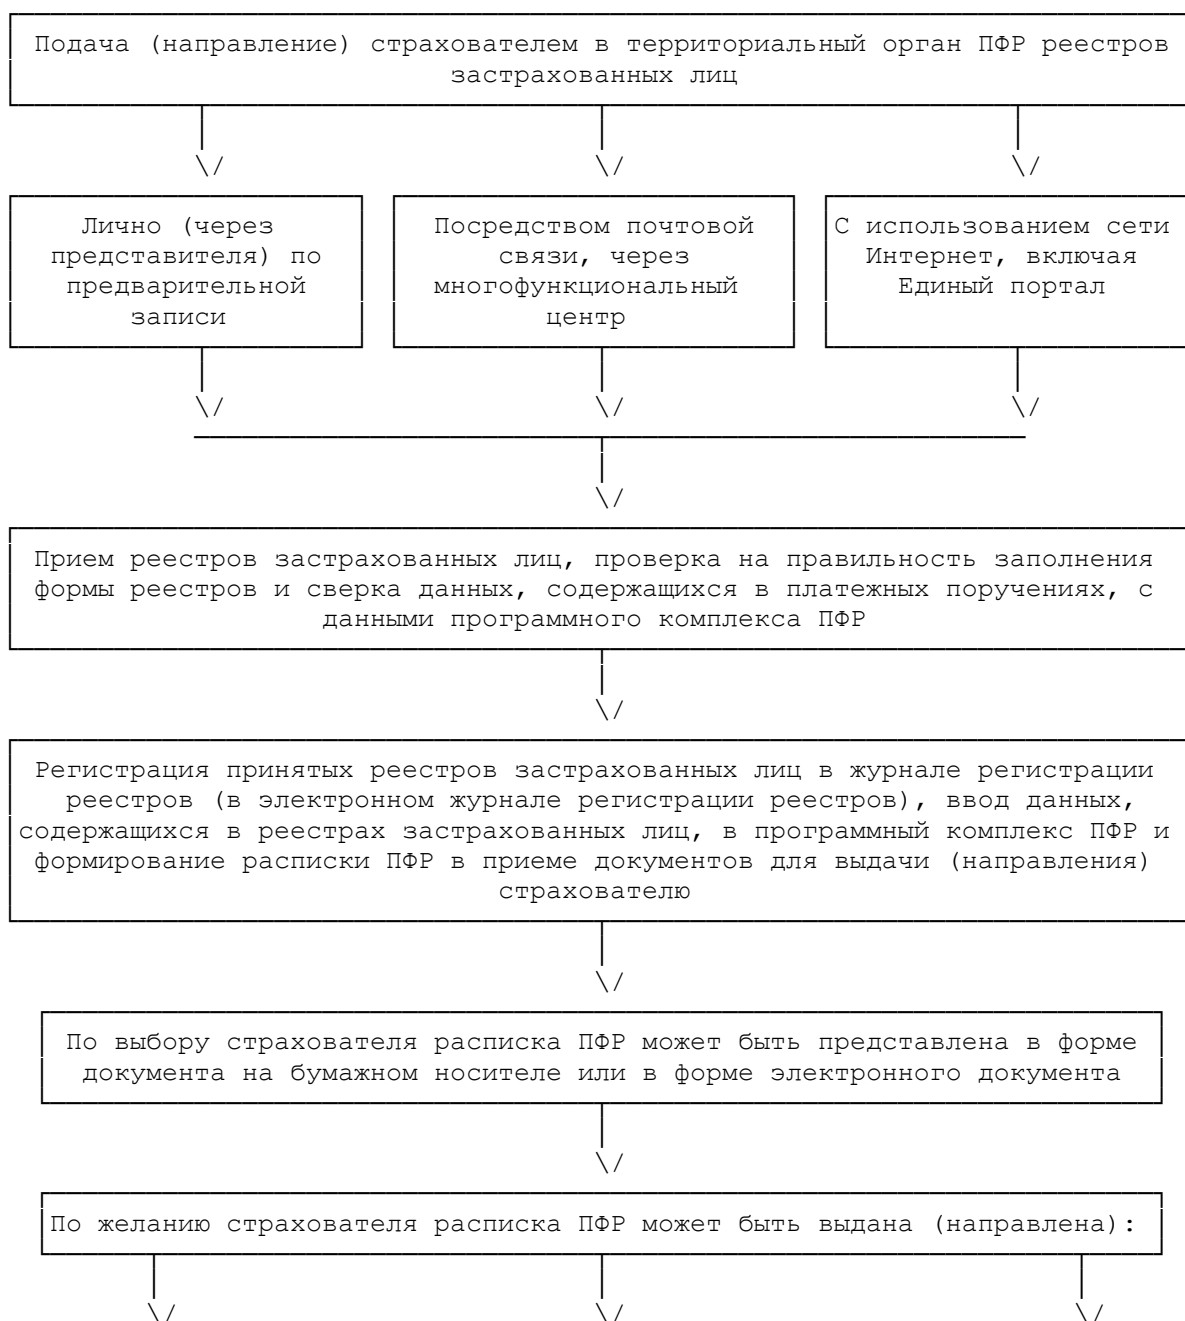 Подача (направление) страхователем в территориальный орган ПФР реестров
застрахованных лиц
Лично (через
представителя) по
предварительной
записи
Посредством почтовой
связи, через
многофункциональный
центр
С использованием сети
Интернет, включая
Единый портал
Прием реестров застрахованных лиц, проверка на правильность заполнения
формы реестров и сверка данных, содержащихся в платежных поручениях, с
данными программного комплекса ПФР
Регистрация принятых реестров застрахованных лиц в журнале регистрации
реестров (в электронном журнале регистрации реестров), ввод данных,
содержащихся в реестрах застрахованных лиц, в программный комплекс ПФР и
формирование расписки ПФР в приеме документов для выдачи (направления)
страхователю
По выбору страхователя расписка ПФР может быть представлена в форме
документа на бумажном носителе или в форме электронного документа
По желанию страхователя расписка ПФР может быть выдана (направлена):